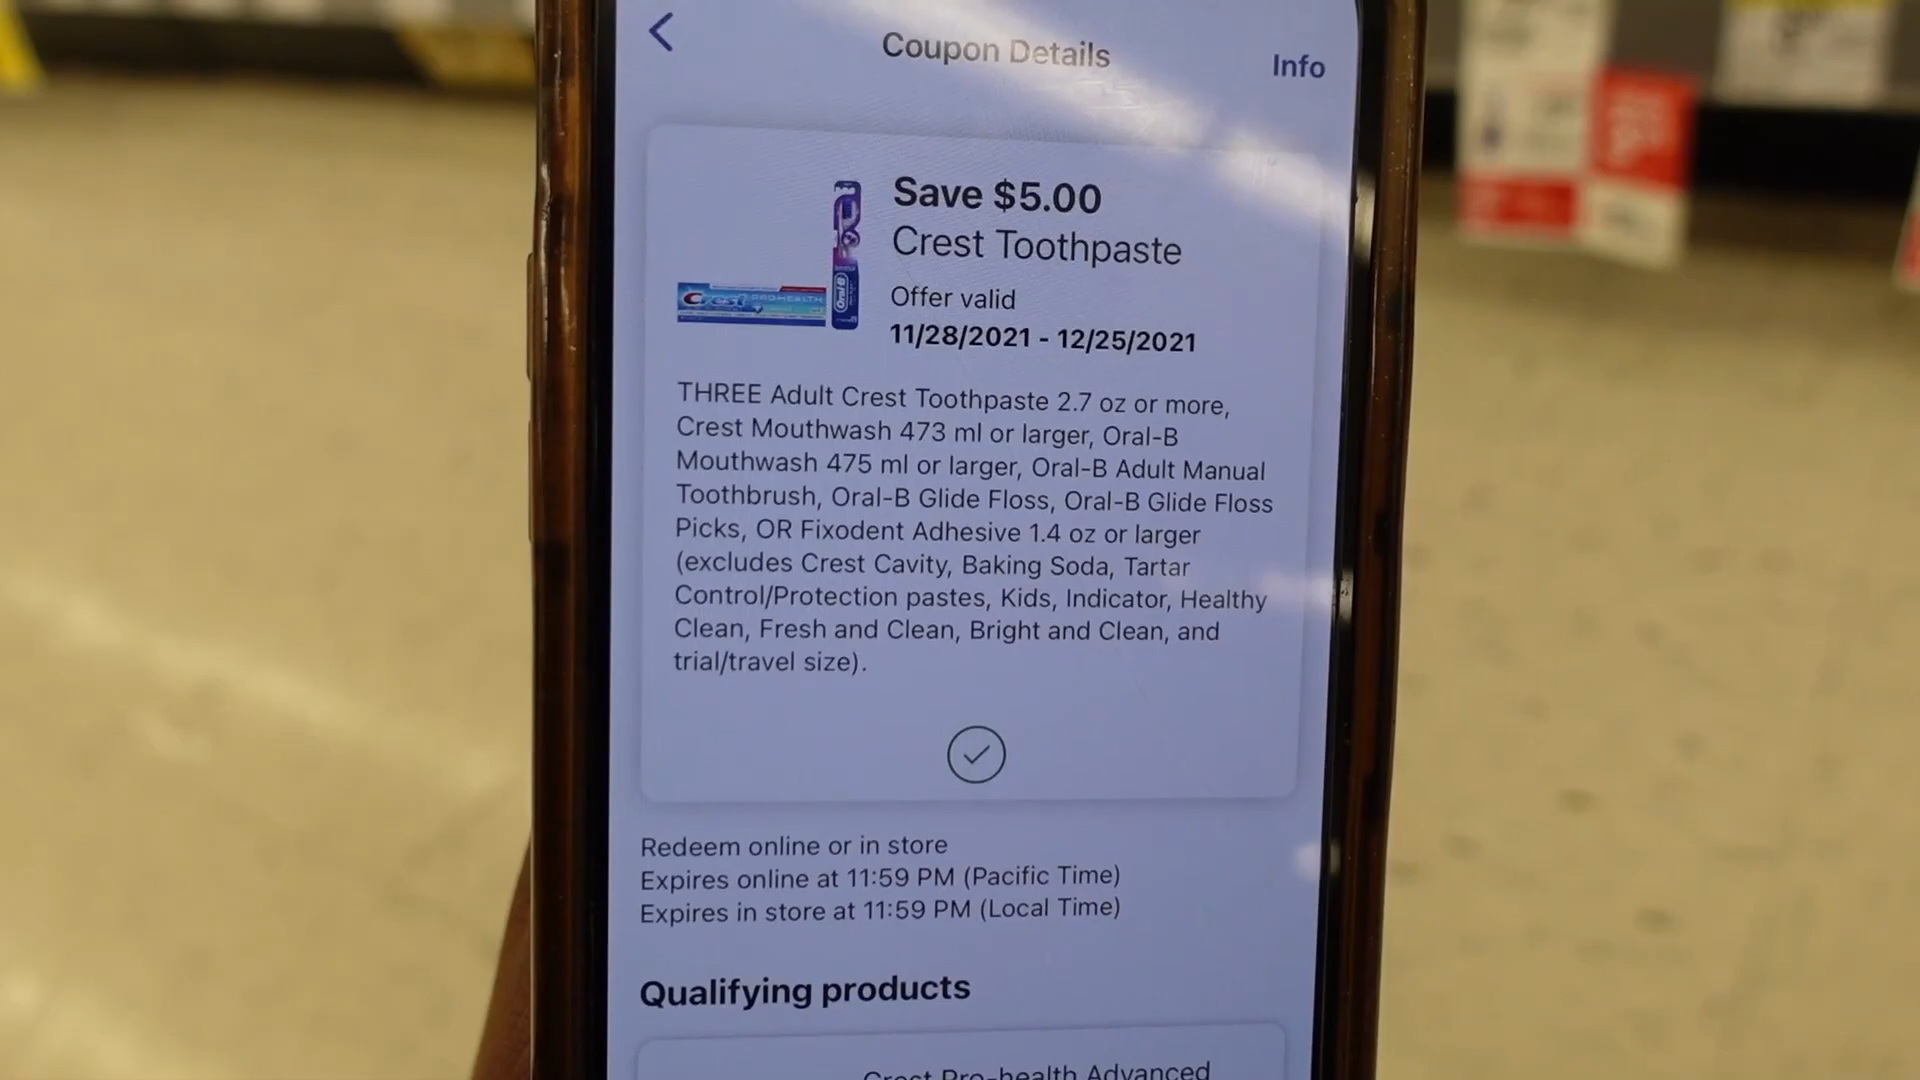 Coupon Details
Info
Save $5.00
Crest Toothpaste
Offer valid
11/28/2021 - 12/25/2021
Crest PRO-HEALTH
Oral-B
THREE Adult Crest Toothpaste 2.7 oz or more,
Crest Mouthwash 473 ml or larger, Oral-B
Mouthwash 475 ml or larger, Oral-B Adult Manual
Toothbrush, Oral-B Glide Floss, Oral-B Glide Floss
Picks, OR Fixodent Adhesive 1.4 oz or larger
(excludes Crest Cavity, Baking Soda, Tartar
Control/Protection pastes, Kids, Indicator, Healthy
Clean, Fresh and Clean, Bright and Clean, and
trial/travel size).
Redeem online or in store
Expires online at 11:59 PM (Pacific Time)
Expires in store at 11:59 PM (Local Time)
Qualifying products
Crest Pro-health Advanced